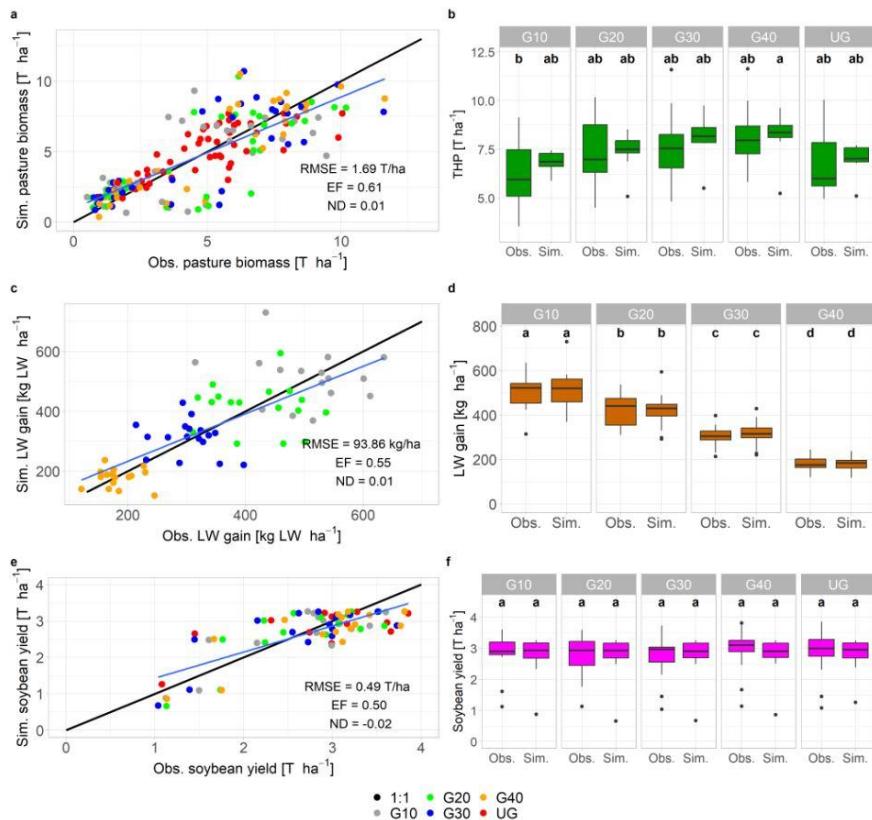 a
Sim. pasture biomass [T ha⁻¹]
10
5
0
RMSE = 1.69 T/ha
EF = 0.61
ND = 0.01
0 5 10
Obs. pasture biomass [T ha⁻¹]
b
G10 G20 G30 G40 UG
THP [T ha⁻¹]
12.5
10.0
7.5
5.0
b ab ab ab ab ab ab a ab ab
Obs. Sim. Obs. Sim. Obs. Sim. Obs. Sim. Obs. Sim.
c
Sim. LW gain [kg LW ha⁻¹]
600
400
200
RMSE = 93.86 kg/ha
EF = 0.55
ND = 0.01
200 400 600
Obs. LW gain [kg LW ha⁻¹]
d
G10 G20 G30 G40
LW gain [kg ha⁻¹]
800
600
400
200
0
a a b b c c d d
Obs. Sim. Obs. Sim. Obs. Sim. Obs. Sim.
e
Sim. soybean yield [T ha⁻¹]
4
3
2
1
0
RMSE = 0.49 T/ha
EF = 0.50
ND = -0.02
0 1 2 3 4
Obs. soybean yield [T ha⁻¹]
f
G10 G20 G30 G40 UG
Soybean yield [T ha⁻¹]
4
3
2
1
0
a a a a a a a a a a
Obs. Sim. Obs. Sim. Obs. Sim. Obs. Sim. Obs. Sim.
1:1 G20 G40
G10 G30 UG